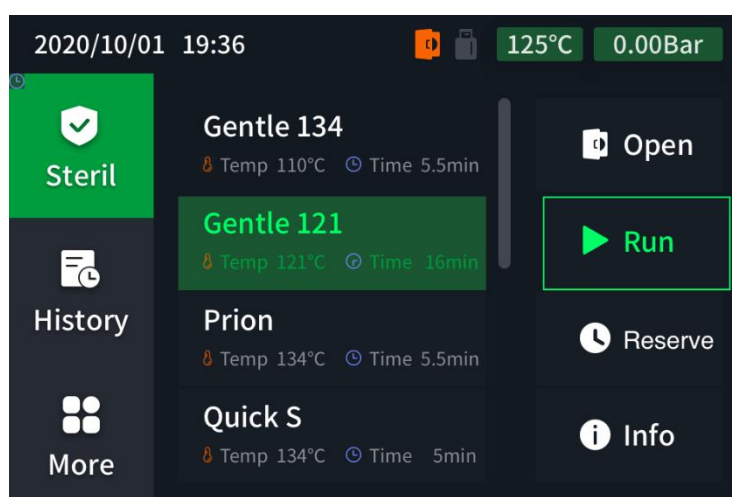 2020/10/01 19:36 125°C 0.00Bar
Steril
History
More
Gentle 134
Temp 110°C Time 5.5min
Gentle 121
Temp 121°C Time 16min
Prion
Temp 134°C Time 5.5min
Quick S
Temp 134°C Time 5min
Open
Run
Reserve
Info